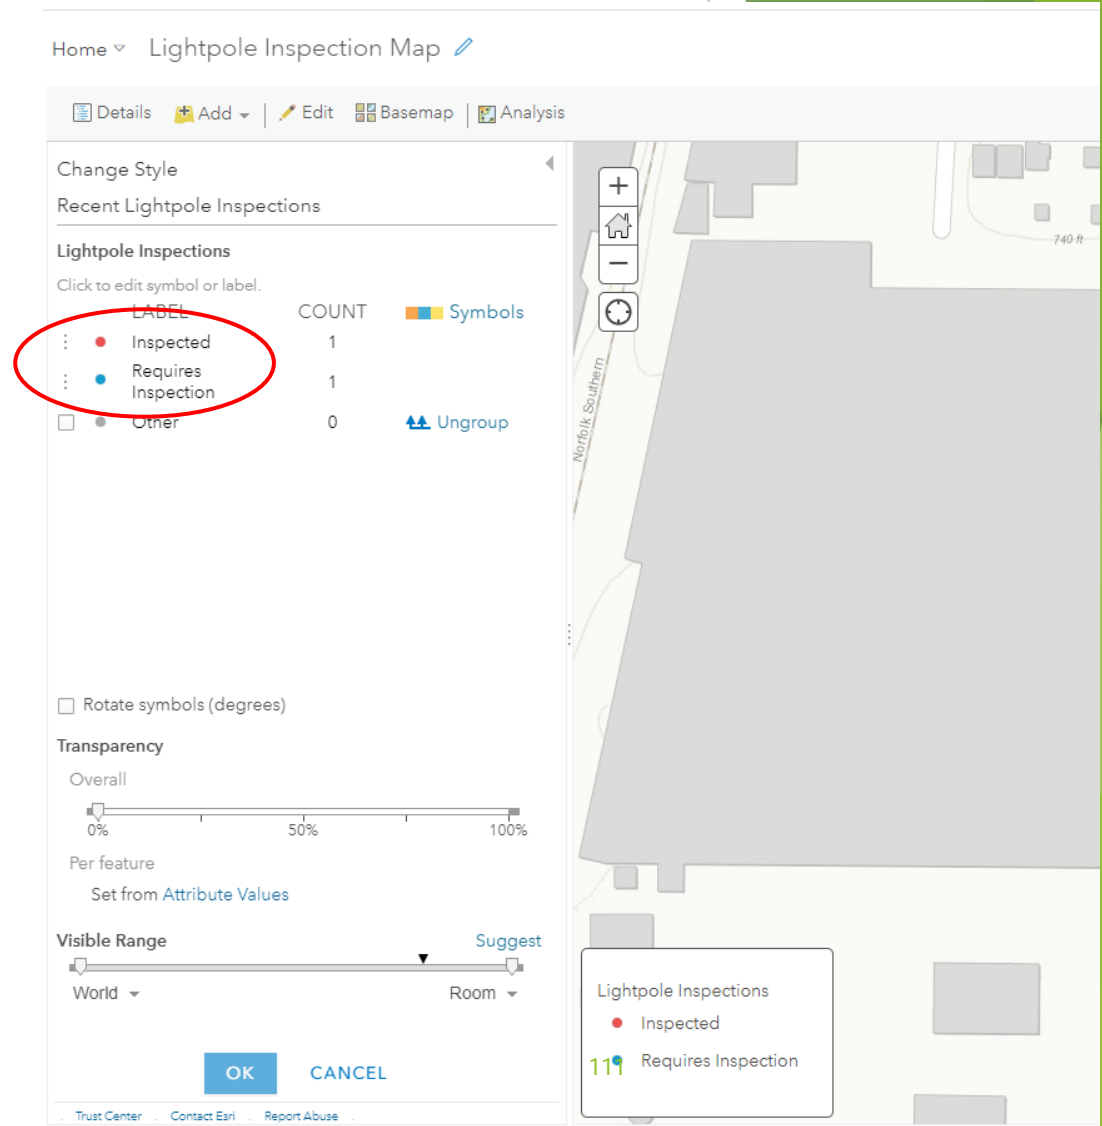 Home Lightpole Inspection Map
Details Add Edit Basemap Analysis
Change Style
Recent Lightpole Inspections
Lightpole Inspections
Click to edit symbol or label.
LABEL COUNT Symbols
Inspected 1
Requires
Inspection 1
Other 0 Ungroup
Rotate symbols (degrees)
Transparency
Overall
0% 50% 100%
Per feature
Set from Attribute Values
Visible Range Suggest
World Room
OK CANCEL
Trust Center . Contact Esri . Report Abuse .
740 ft
Norfolk Southern
Lightpole Inspections
Inspected
Requires Inspection
111